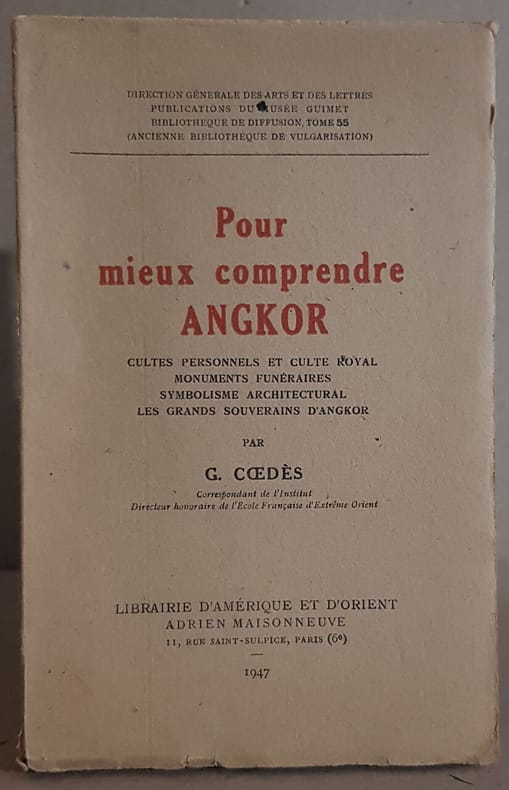 DIRECTION GÉNÉRALE DES ARTS ET DES LETTRES
PUBLICATIONS DU MUSÉE GUIMET
BIBLIOTHEQUE DE DIFFUSION, TOME 55
(ANCIENNE BIBLIOTHÈQUE DE VULGARISATION)
Pour
mieux comprendre
ANGKOR
CULTES PERSONNELS ET CULTE ROYAL
MONUMENTS FUNÉRAIRES
SYMBOLISME ARCHITECTURAL
LES GRANDS SOUVERAINS D'ANGKOR
PAR
G. CŒDÈS
Correspondant de l'Institut
Directeur honoraire de l'Ecole Française d'Extrême Orient
LIBRAIRIE D'AMÉRIQUE ET D'ORIENT
ADRIEN MAISONNEUVE
11, RUE SAINT-SULPICE, PARIS (6e)
1947